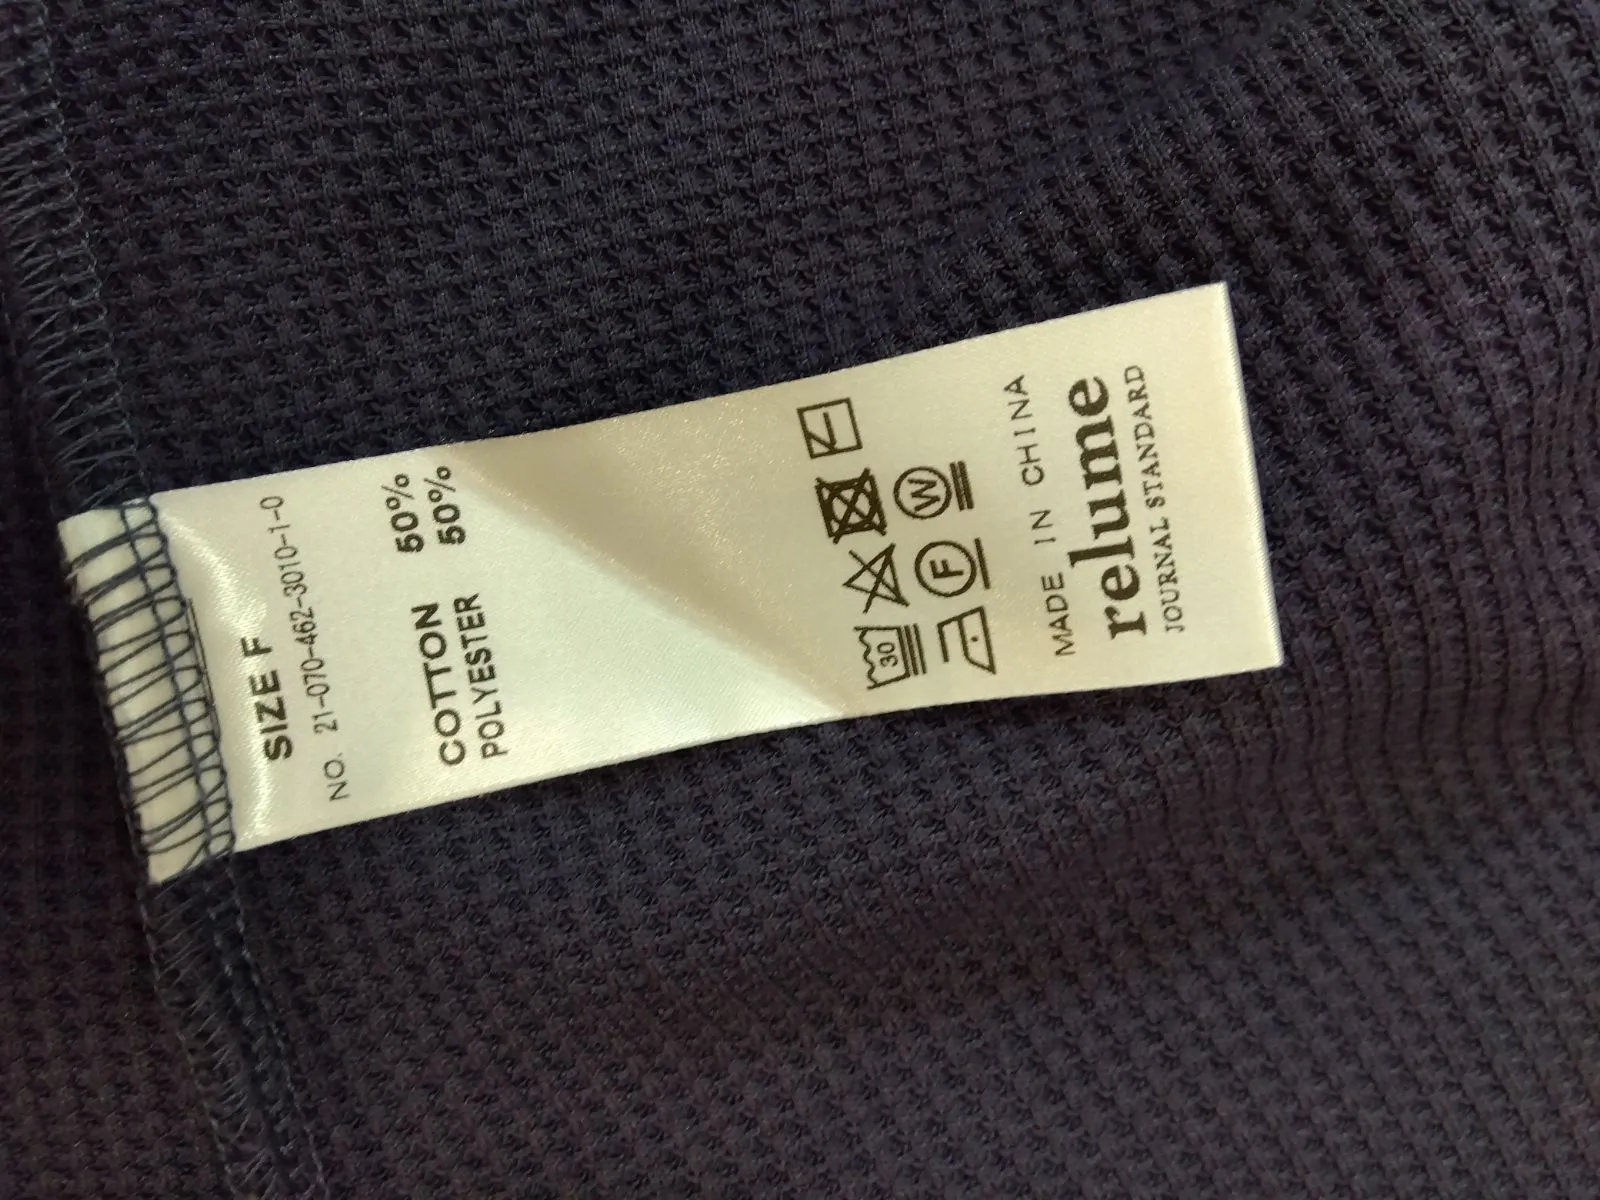 SIZE F
NO. 21-070-462-3010-1-0
COTTON 50%
POLYESTER 50%
30
F W
MADE IN CHINA
relume
JOURNAL STANDARD